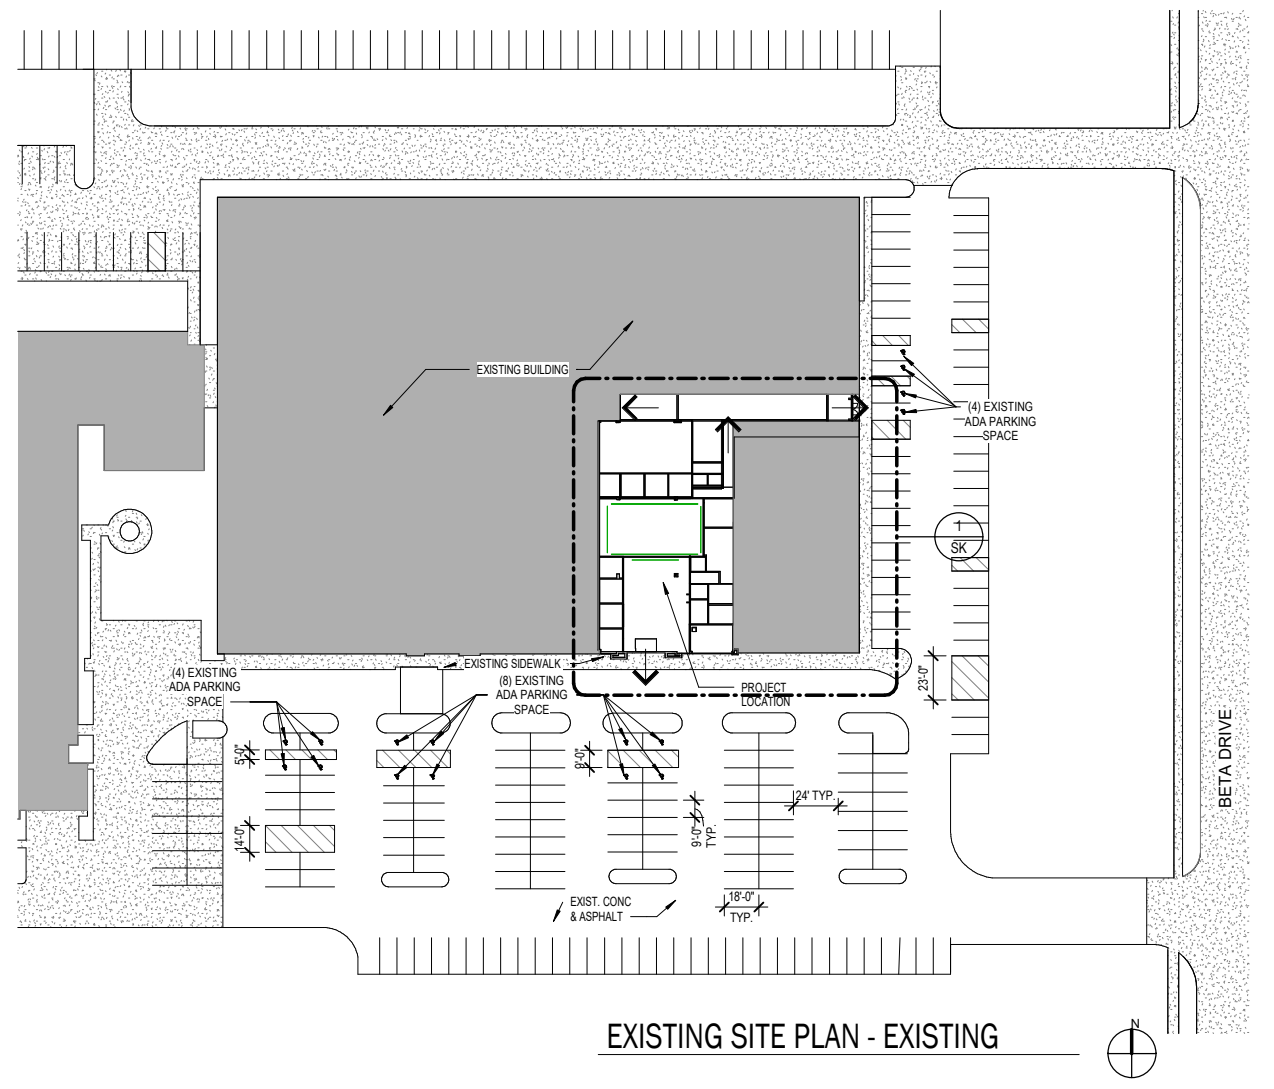 EXISTING BUILDING
(4) EXISTING
ADA PARKING
SPACE
1
SK
EXISTING SIDEWALK
(4) EXISTING
ADA PARKING
SPACE
(8) EXISTING
ADA PARKING
SPACE
PROJECT
LOCATION
23'-0"
BETA DRIVE
5'-0"
9'-0"
24' TYP.
9'-0"
TYP.
14'-0"
18'-0"
TYP.
EXIST. CONC
& ASPHALT
EXISTING SITE PLAN - EXISTING
N